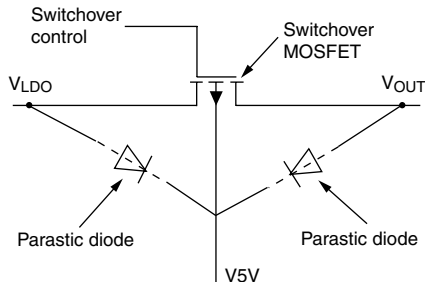 Switchover
control
Switchover
MOSFET
VLDO
VOUT
Parastic diode
Parastic diode
V5V